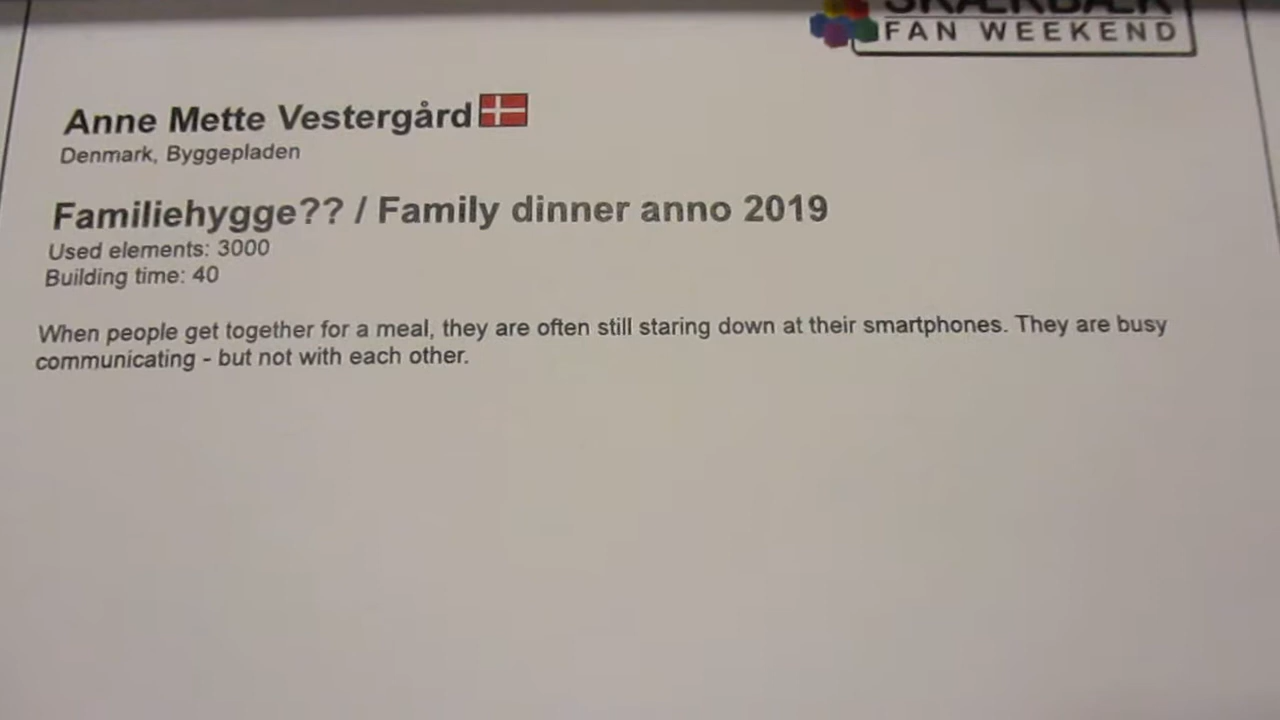 SKÆRBÆK
FAN WEEKEND
Anne Mette Vestergård
Denmark, Byggepladen
Familiehygge?? / Family dinner anno 2019
Used elements: 3000
Building time: 40
When people get together for a meal, they are often still staring down at their smartphones. They are busy
communicating - but not with each other.